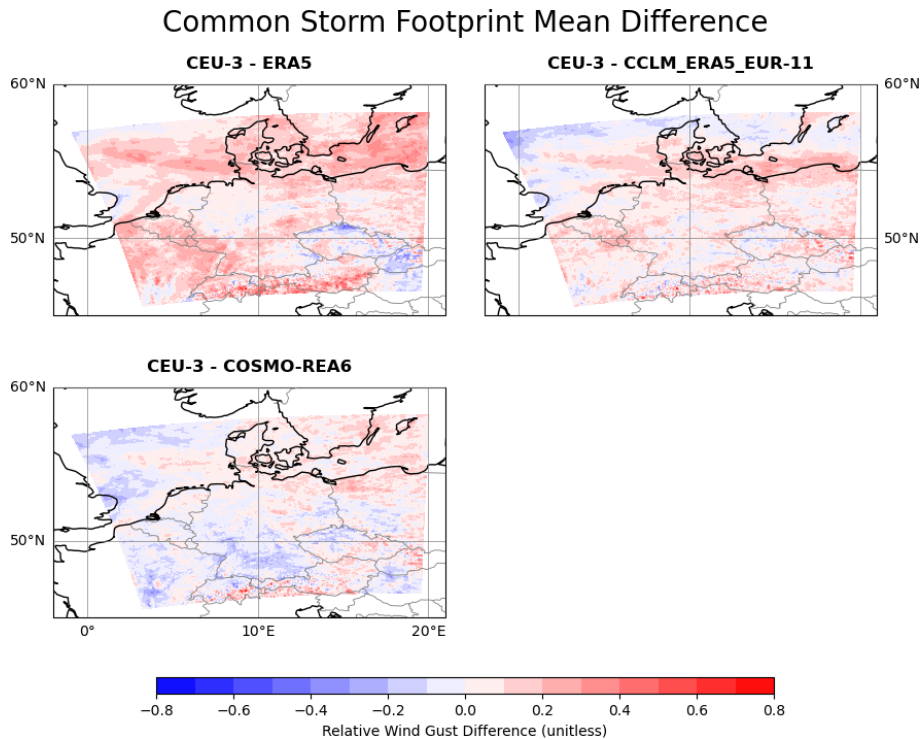 Common Storm Footprint Mean Difference
CEU-3 - ERA5
CEU-3 - CCLM_ERA5_EUR-11
60°N
60°N
50°N
50°N
CEU-3 - COSMO-REA6
60°N
50°N
0°
10°E
20°E
−0.8
−0.6
−0.4
−0.2
0.0
0.2
0.4
0.6
0.8
Relative Wind Gust Difference (unitless)